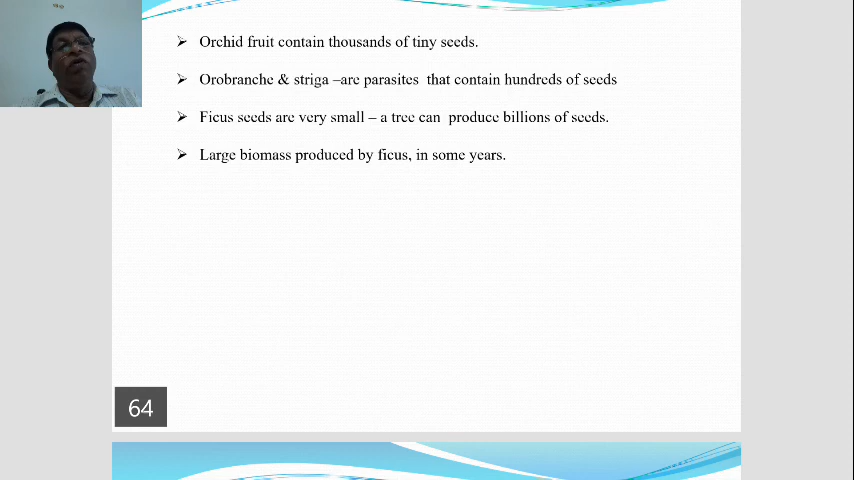 Orchid fruit contain thousands of tiny seeds.
Orobranche & striga –are parasites that contain hundreds of seeds
Ficus seeds are very small – a tree can produce billions of seeds.
Large biomass produced by ficus, in some years.
64